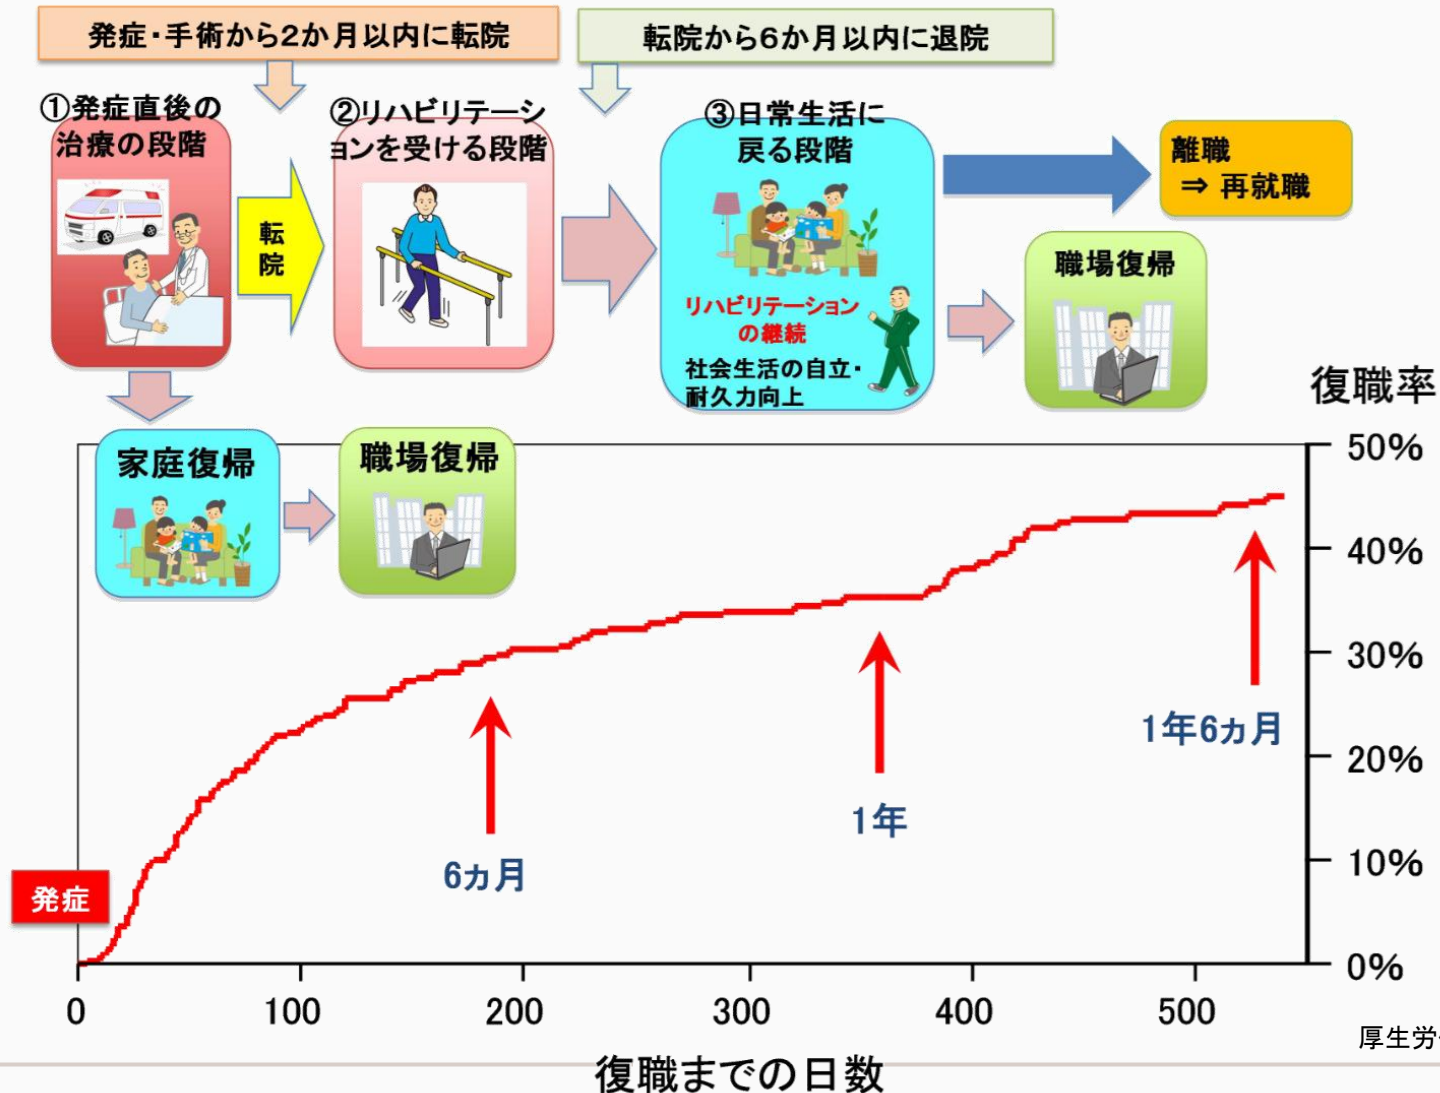 発症・手術から２か月以内に転院
転院から６か月以内に退院
①発症直後の
治療の段階
②リハビリテーシ
ョンを受ける段階
③日常生活に
戻る段階
離職
⇒ 再就職
転
院
職場復帰
リハビリテーション
の継続
社会生活の自立・
耐久力向上
復職率
家庭復帰
職場復帰
50%
40%
30%
20%
10%
0%
1年6ヵ月
1年
6ヵ月
発症
0
100
200
300
400
500
厚生労
復職までの日数